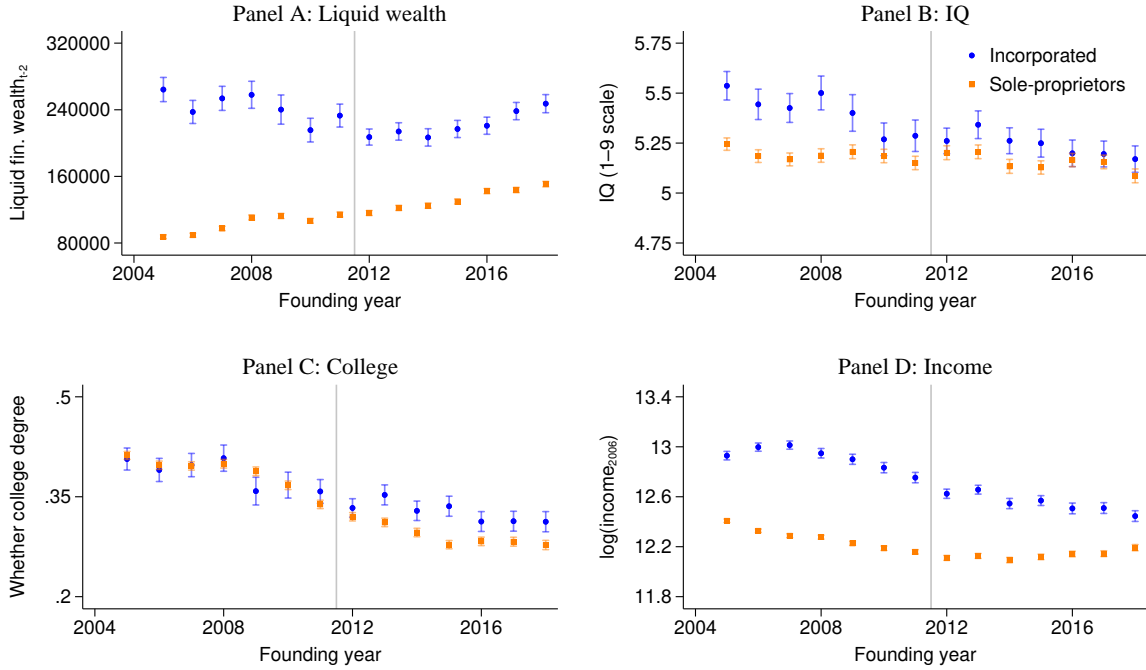 Panel A: Liquid wealth
Liquid fin. wealth t-2
320000
240000
160000
80000
2004 2008 2012 2016
Founding year
Panel B: IQ
IQ (1–9 scale)
5.75
5.5
5.25
5
4.75
Incorporated
Sole-proprietors
2004 2008 2012 2016
Founding year
Panel C: College
Whether college degree
.5
.35
.2
2004 2008 2012 2016
Founding year
Panel D: Income
log(income2006)
13.4
13
12.6
12.2
11.8
2004 2008 2012 2016
Founding year